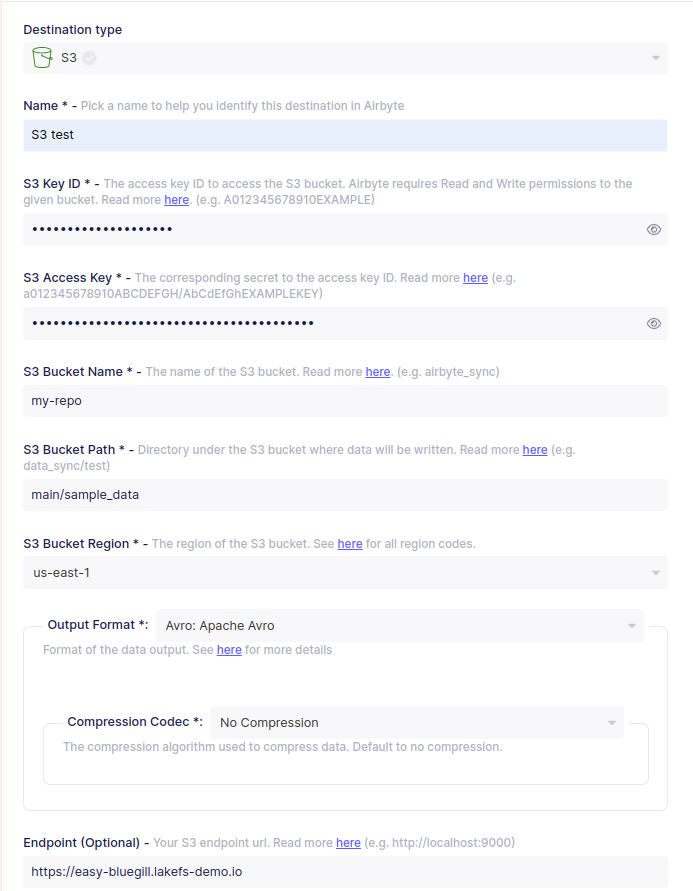 Destination type
S3
Name * - Pick a name to help you identify this destination in Airbyte
S3 test
S3 Key ID * - The access key ID to access the S3 bucket. Airbyte requires Read and Write permissions to the
given bucket. Read more here. (e.g. A012345678910EXAMPLE)
••••••••••••••••••••
S3 Access Key * - The corresponding secret to the access key ID. Read more here (e.g.
a012345678910ABCDEFGH/AbCdEfGhEXAMPLEKEY)
••••••••••••••••••••••••••••••••••••••••
S3 Bucket Name * - The name of the S3 bucket. Read more here. (e.g. airbyte_sync)
my-repo
S3 Bucket Path * - Directory under the S3 bucket where data will be written. Read more here (e.g.
data_sync/test)
main/sample_data
S3 Bucket Region * - The region of the S3 bucket. See here for all region codes.
us-east-1
Output Format *: Avro: Apache Avro
Format of the data output. See here for more details
Compression Codec *: No Compression
The compression algorithm used to compress data. Default to no compression.
Endpoint (Optional) - Your S3 endpoint url. Read more here (e.g. http://localhost:9000)
https://easy-bluegill.lakefs-demo.io